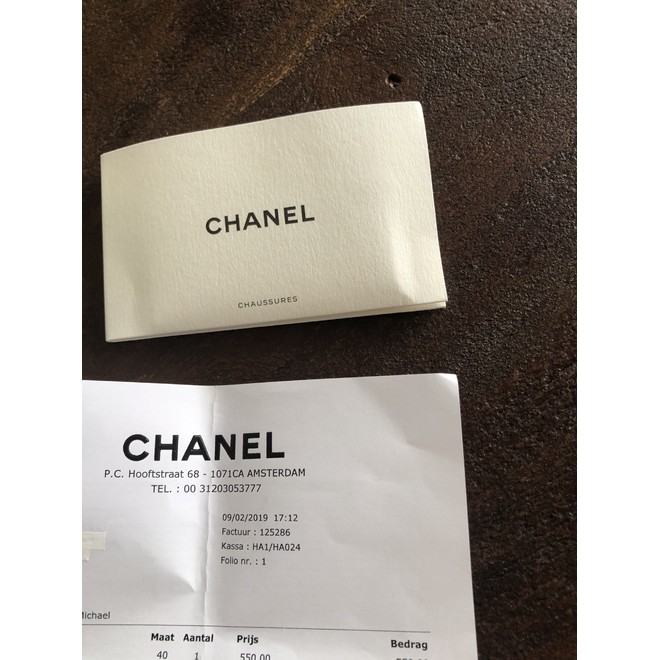 CHANEL
CHAUSSURES
CHANEL
P.C. Hooftstraat 68 - 1071CA AMSTERDAM
TEL. : 00 31203053777
09/02/2019 17:12
Factuur : 125286
Kassa : HA1/HA024
Folio nr. : 1
Michael
Maat Aantal Prijs Bedrag
40 1 550.00